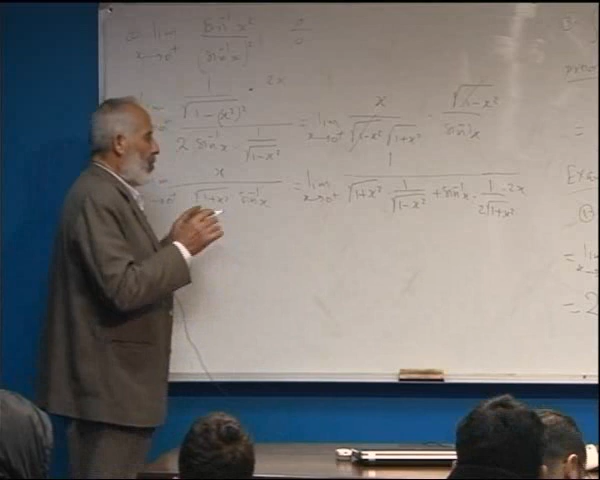 lim x→0⁺ sin⁻¹x² / (sin⁻¹x)² 0/0
1/√(1-(x²)²) · 2x / 2 sin⁻¹x · 1/√(1-x²) = lim x→0⁺ x / √(1-x²) √(1+x²) · √(1-x²) / sin⁻¹x
x / √(1+x²) sin⁻¹x = lim x→0⁺ 1 / √(1+x²) · 1/√(1-x²) + sin⁻¹x · 1/2√(1+x²) · 2x
=
Exa
①
= lim
= 2